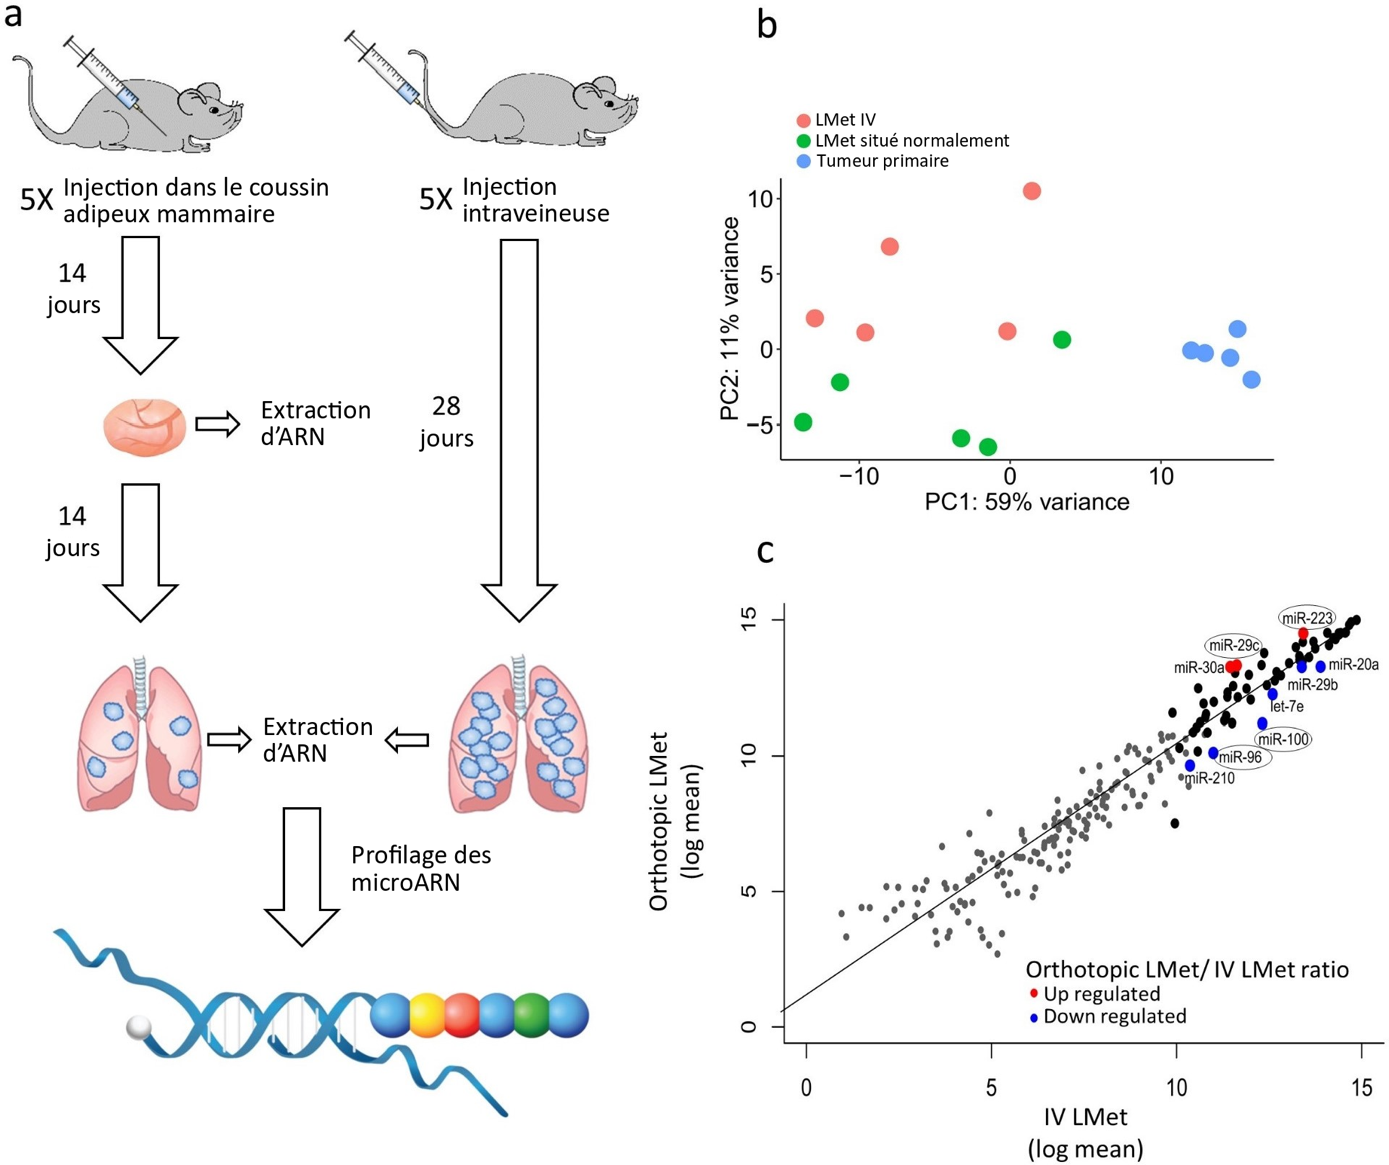 a
5X Injection dans le coussin
adipeux mammaire
5X Injection
intraveineuse
14
jours
28
jours
Extraction
d'ARN
14
jours
Extraction
d'ARN
Profilage des
microARN
b
LMet IV
LMet situé normalement
Tumeur primaire
PC2: 11% variance
10
5
0
−5
−10
0
10
PC1: 59% variance
c
Orthotopic LMet
(log mean)
15
10
5
0
miR-223
miR-29c
miR-30a
miR-20a
miR-29b
let-7e
miR-100
miR-96
miR-210
Orthotopic LMet/ IV LMet ratio
Up regulated
Down regulated
0
5
10
15
IV LMet
(log mean)